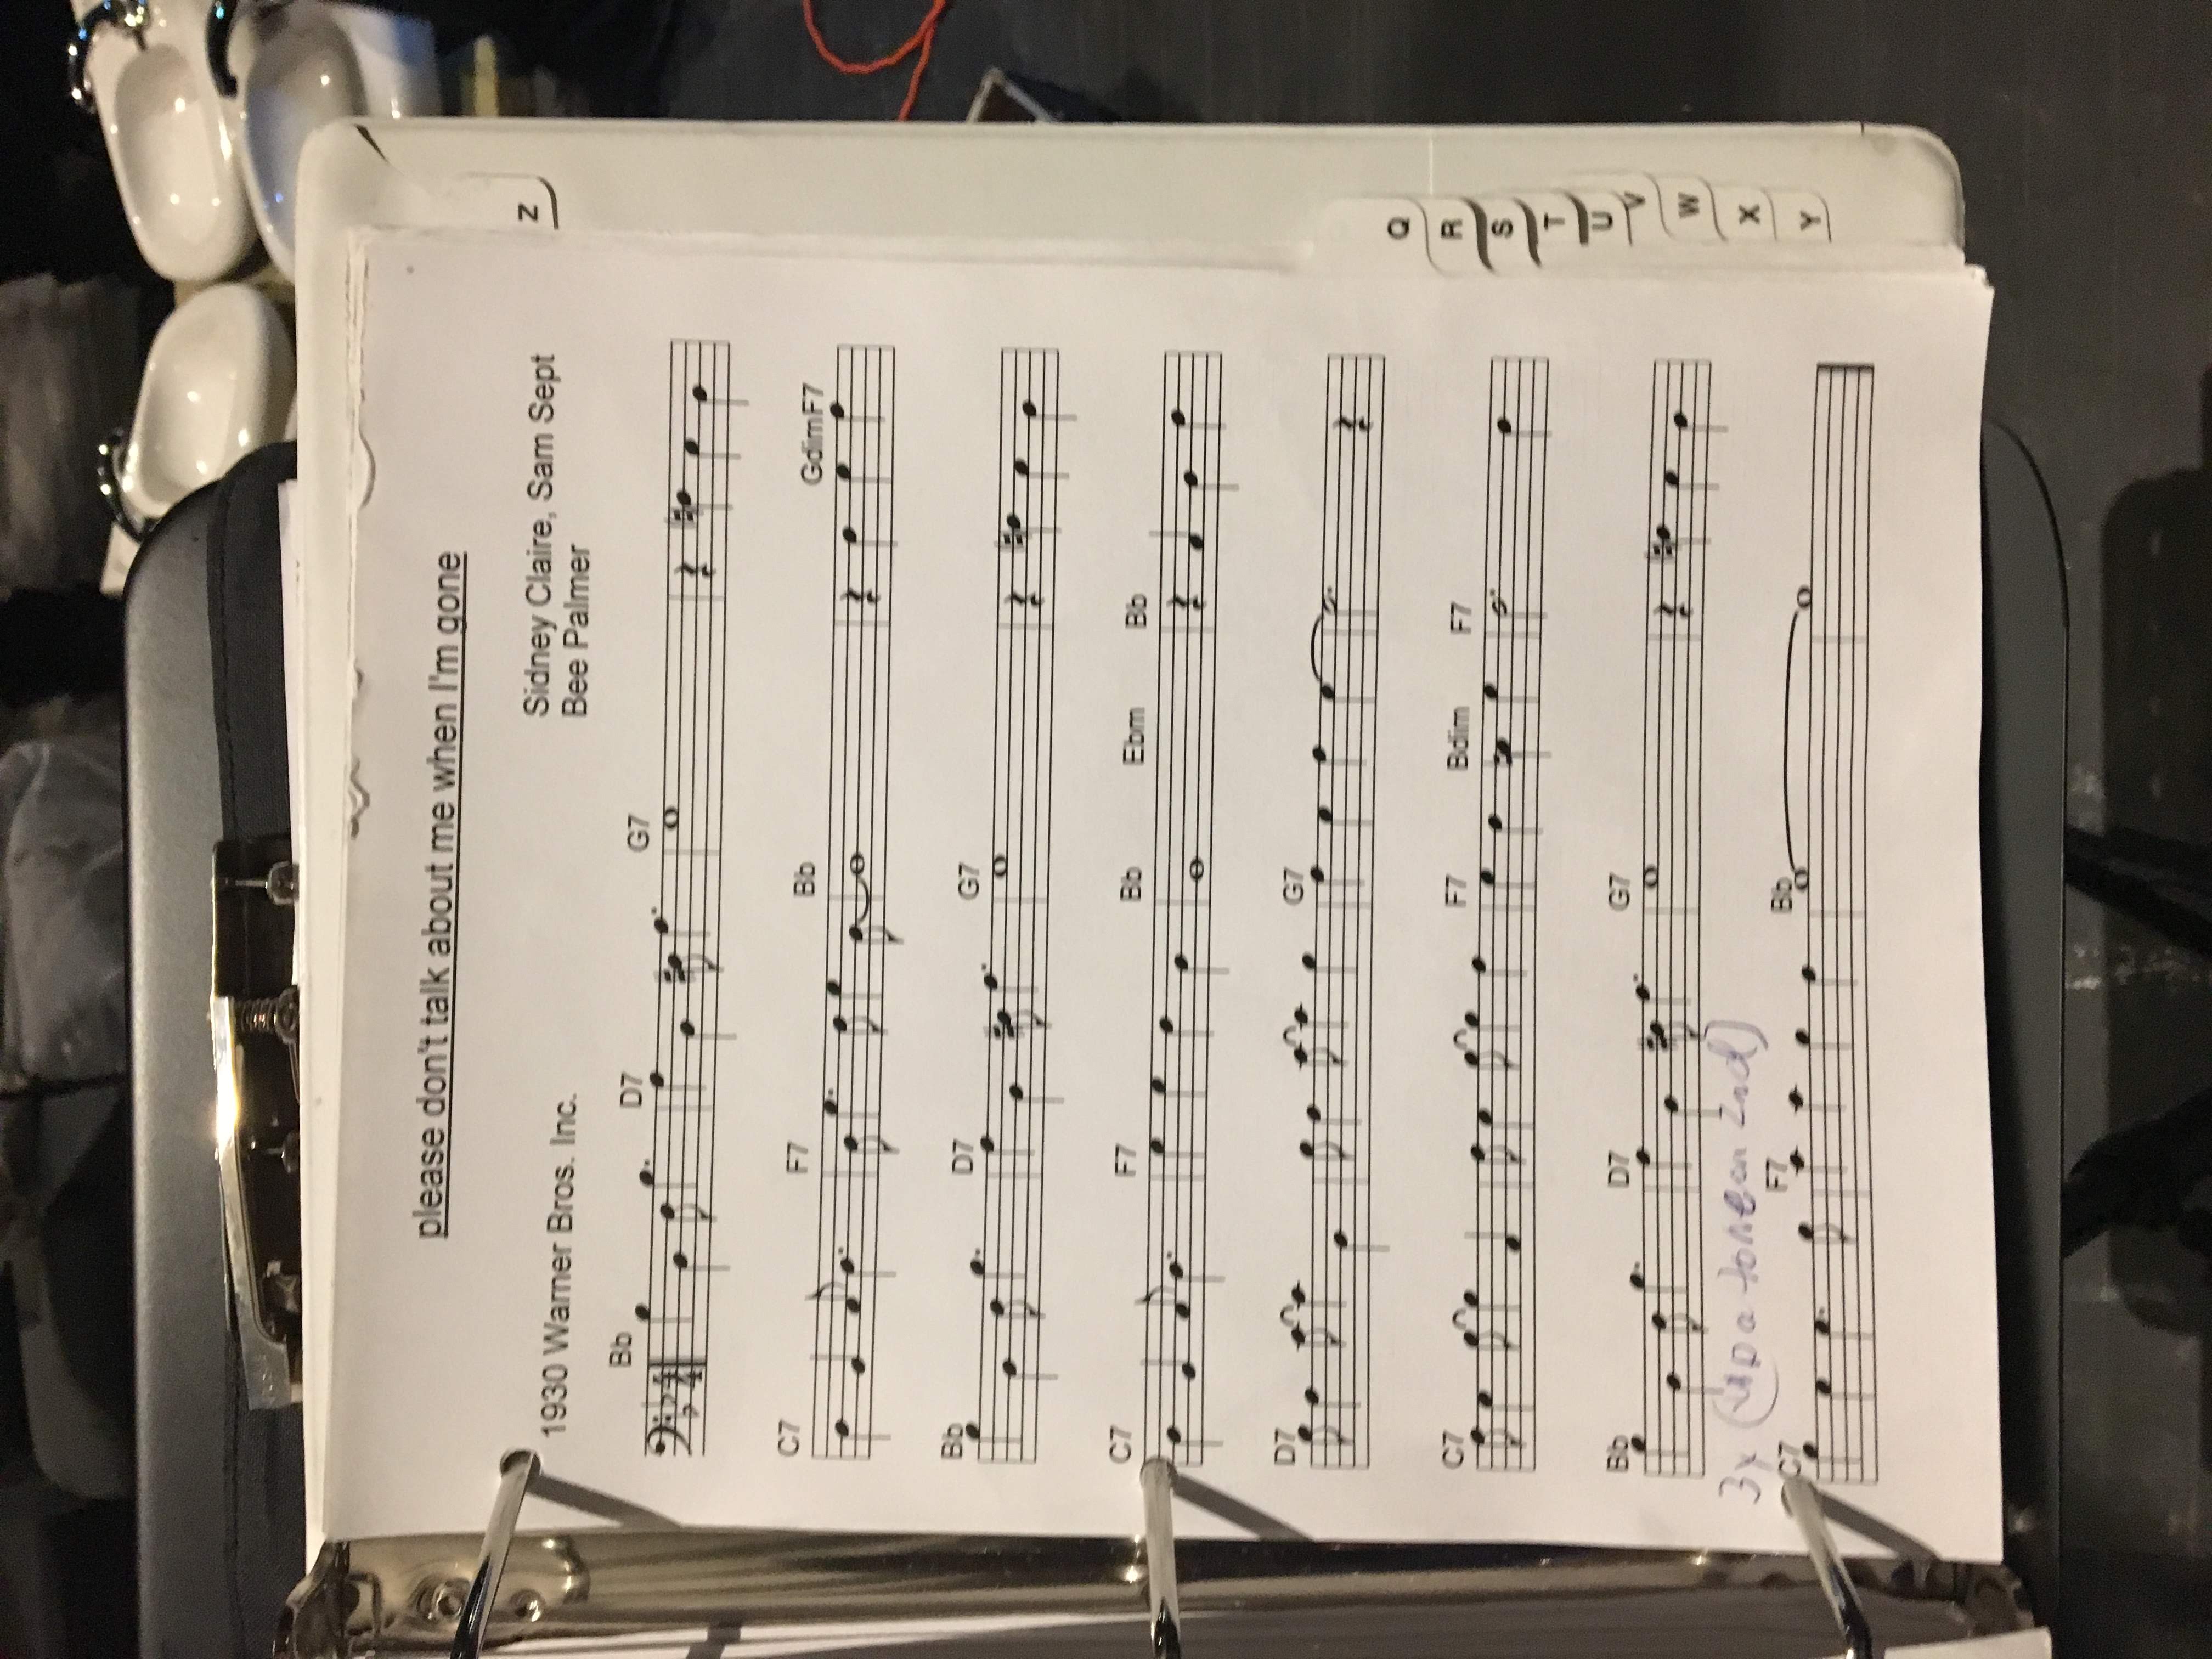 please don't talk about me when I'm gone
1930 Warner Bros. Inc.
Sidney Claire, Sam Sept
Bee Palmer
Bb D7 G7
4
4
C7 F7 Bb GdimF7
Bb D7 G7
C7 F7 Bb Ebm Bb
D7 G7
C7 F7 Bdim F7
Bb D7 G7
3x (up a tone on 2nd)
C7 F7 Bb
Z
Q
R
S
T
U
V
W
X
Y